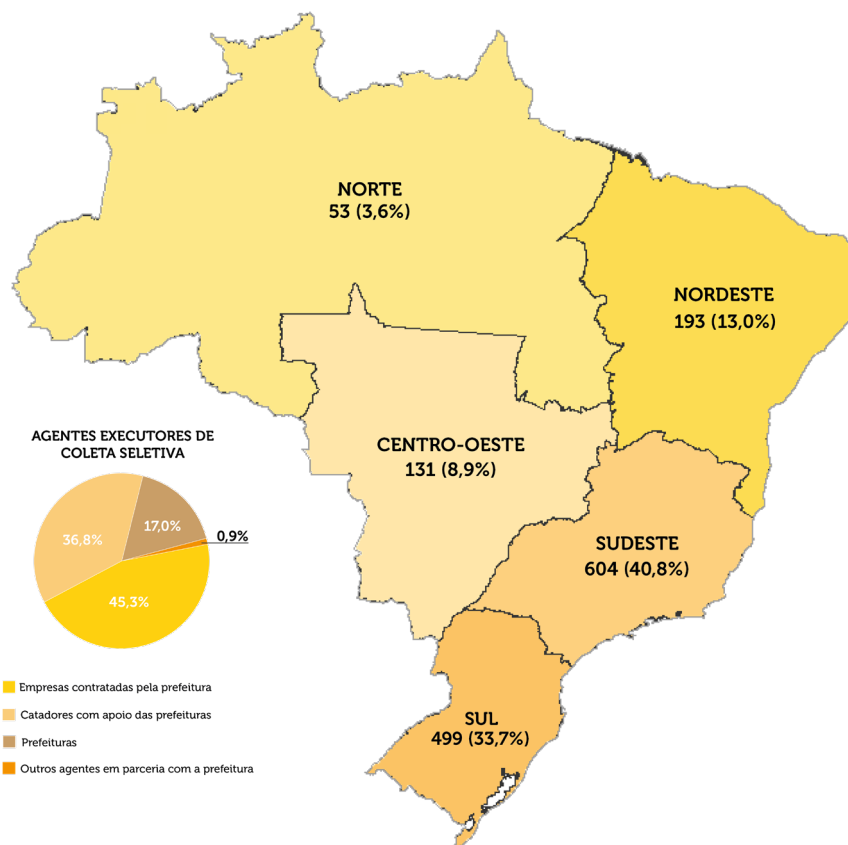 NORTE
53 (3,6%)
NORDESTE
193 (13,0%)
CENTRO-OESTE
131 (8,9%)
SUDESTE
604 (40,8%)
SUL
499 (33,7%)
AGENTES EXECUTORES DE
COLETA SELETIVA
36,8%
17,0%
0,9%
45,3%
Empresas contratadas pela prefeitura
Catadores com apoio das prefeituras
Prefeituras
Outros agentes em parceria com a prefeitura